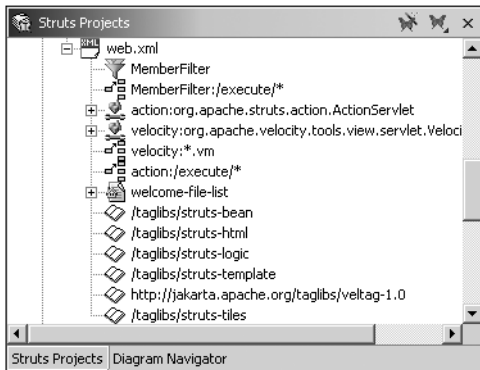 Struts Projects
web.xml
MemberFilter
MemberFilter:/execute/*
action:org.apache.struts.action.ActionServlet
velocity:org.apache.velocity.tools.view.servlet.Veloci
velocity:*.vm
action:/execute/*
welcome-file-list
/taglibs/struts-bean
/taglibs/struts-html
/taglibs/struts-logic
/taglibs/struts-template
http://jakarta.apache.org/taglibs/veltag-1.0
/taglibs/struts-tiles
Struts Projects Diagram Navigator